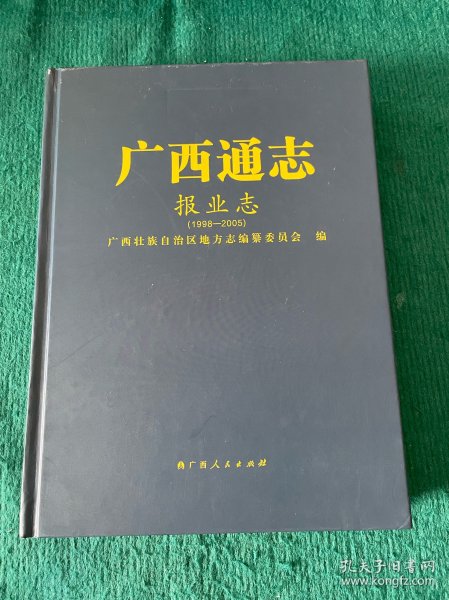 广西通志
报业志
(1998—2005)
广西壮族自治区地方志编纂委员会 编
广西人民出版社
孔夫子旧书网
www.kongfz.com